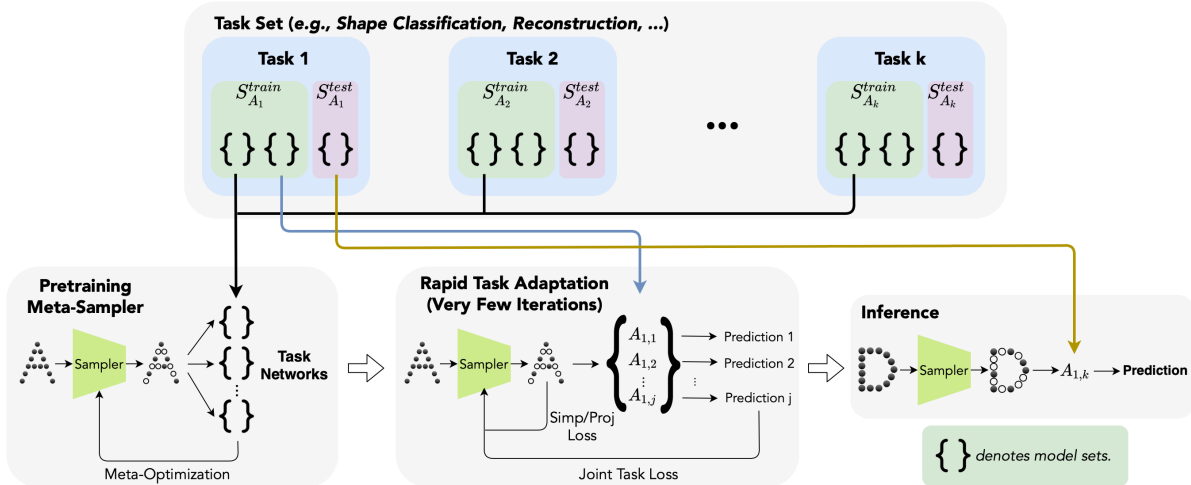 Task Set (e.g., Shape Classification, Reconstruction, ...)
Task 1
Task 2
Task k
S^{train}_{A_1} S^{test}_{A_1}
S^{train}_{A_2} S^{test}_{A_2}
S^{train}_{A_k} S^{test}_{A_k}
{ } { } { }
{ } { } { }
...
{ } { } { }
Pretraining
Meta-Sampler
Sampler
{ }
{ }
{ }
Task
Networks
Meta-Optimization
Rapid Task Adaptation
(Very Few Iterations)
Sampler
Simp/Proj
Loss
{ }
A_{1,1}
A_{1,2}
A_{1,j}
Prediction 1
Prediction 2
Prediction j
Joint Task Loss
Inference
Sampler
A_{1,k}
Prediction
{ } denotes model sets.